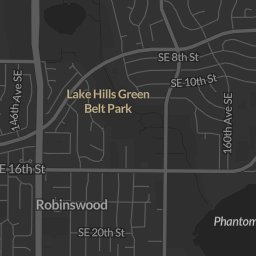 SE 8th St
SE 10th St
Lake Hills Green
Belt Park
146th Ave SE
160th Ave SE
SE 16th St
Robinswood
Phantom
SE 20th St